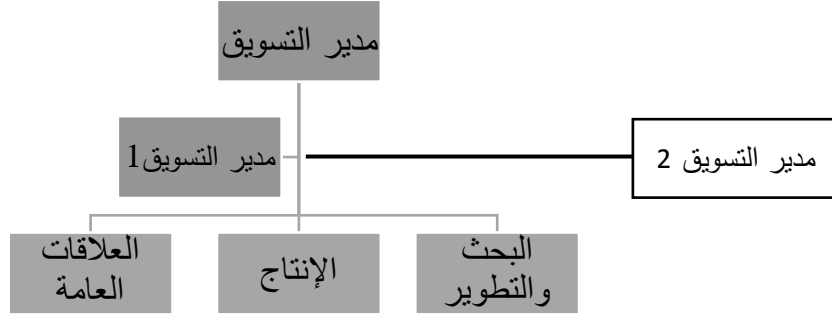 مدير التسويق
مدير التسويق 2
مدير التسويق1
البحث
والتطوير
الإنتاج
العلاقات
العامة